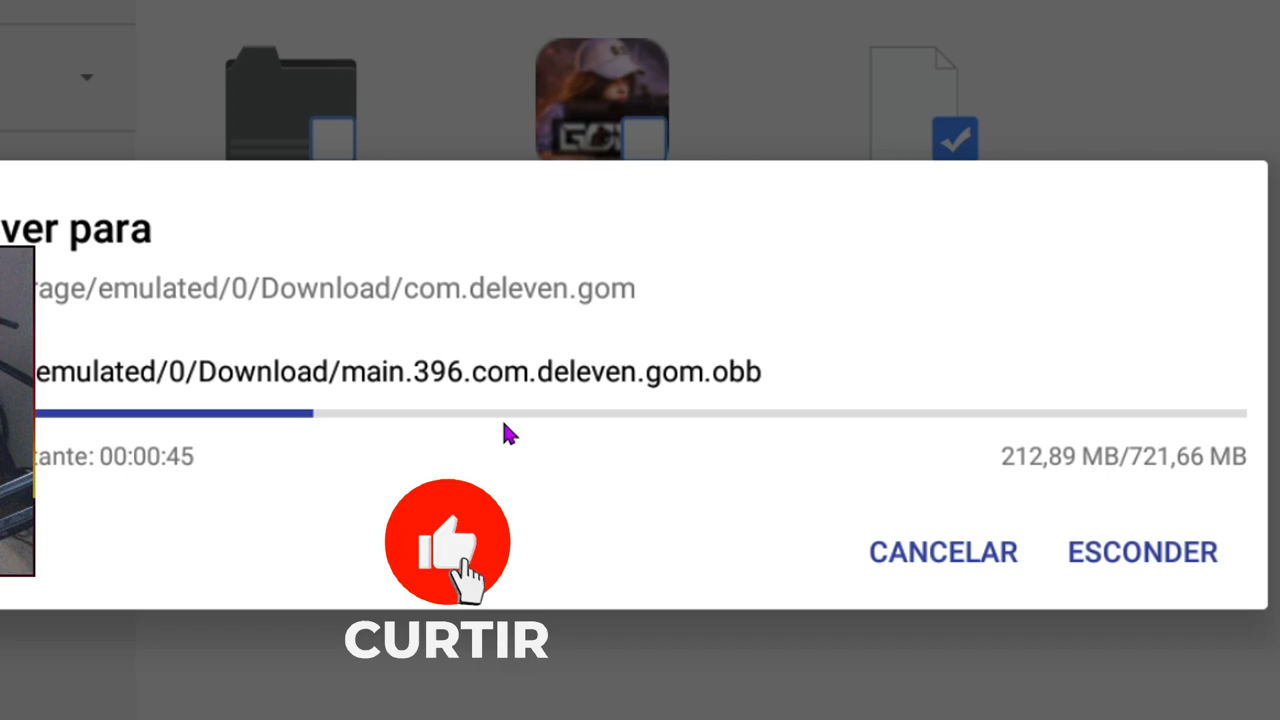 ver para
rage/emulated/0/Download/com.deleven.gom
emulated/0/Download/main.396.com.deleven.gom.obb
tante: 00:00:45
212,89 MB/721,66 MB
CANCELAR
ESCONDER
CURTIR